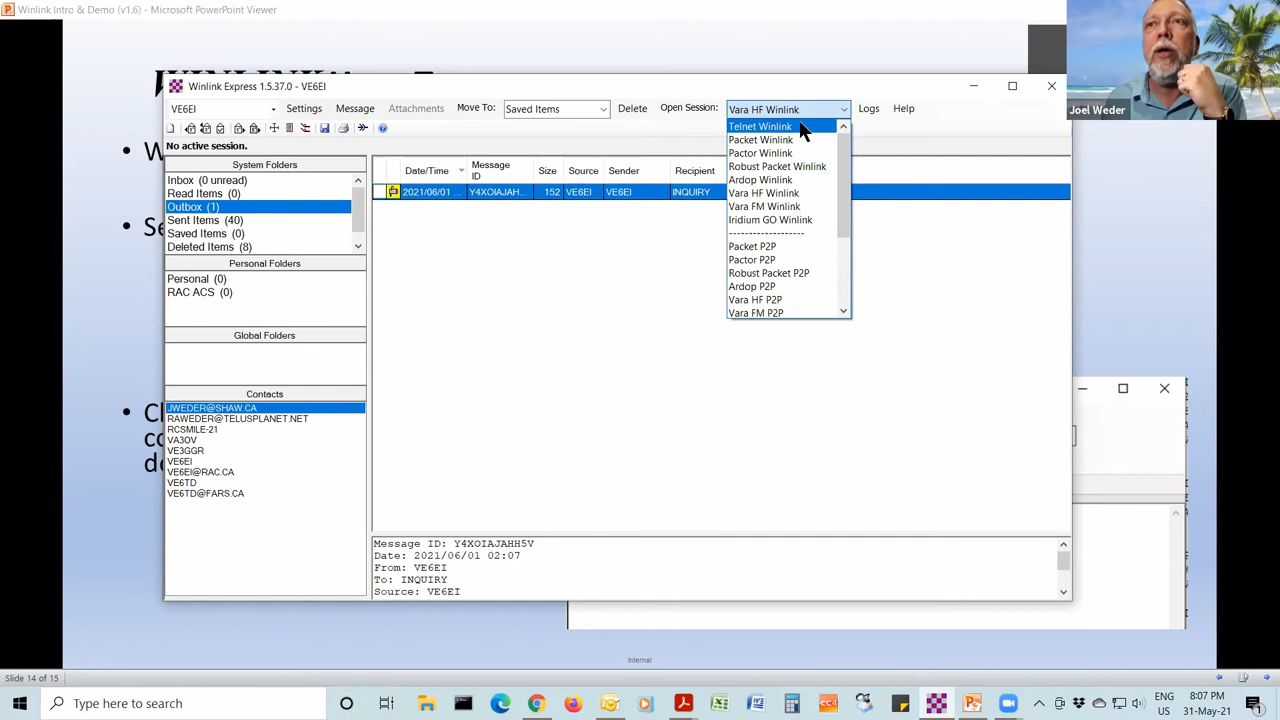 Winlink Intro & Demo (v1.6) - Microsoft PowerPoint Viewer
Winlink Express 1.5.37.0 - VE6EI
VE6EI
Settings
Message
Attachments
Move To:
Saved Items
Delete
Open Session:
Vara HF Winlink
Logs
Help
Joel Weder
No active session.
System Folders
Inbox (0 unread)
Read Items (0)
Outbox (1)
Sent Items (40)
Saved Items (0)
Deleted Items (8)
Personal Folders
Personal (0)
RAC ACS (0)
Global Folders
Contacts
JWEDER@SHAW.CA
RAWEDER@TELUSPLANET.NET
RCSMILE-21
VA3OV
VE3GGR
VE6EI
VE6EI@RAC.CA
VE6TD
VE6TD@FARS.CA
Date/Time
Message ID
Size
Source
Sender
Recipient
2021/06/01 ...
Y4XOIAJAH...
152
VE6EI
VE6EI
INQUIRY
Telnet Winlink
Packet Winlink
Pactor Winlink
Robust Packet Winlink
Ardop Winlink
Vara HF Winlink
Vara FM Winlink
Iridium GO Winlink
-------------------
Packet P2P
Pactor P2P
Robust Packet P2P
Ardop P2P
Vara HF P2P
Vara FM P2P
Message ID: Y4XOIAJAHH5V
Date: 2021/06/01 02:07
From: VE6EI
To: INQUIRY
Source: VE6EI
Internal
Slide 14 of 15
Type here to search
ENG
US
8:07 PM
31-May-21